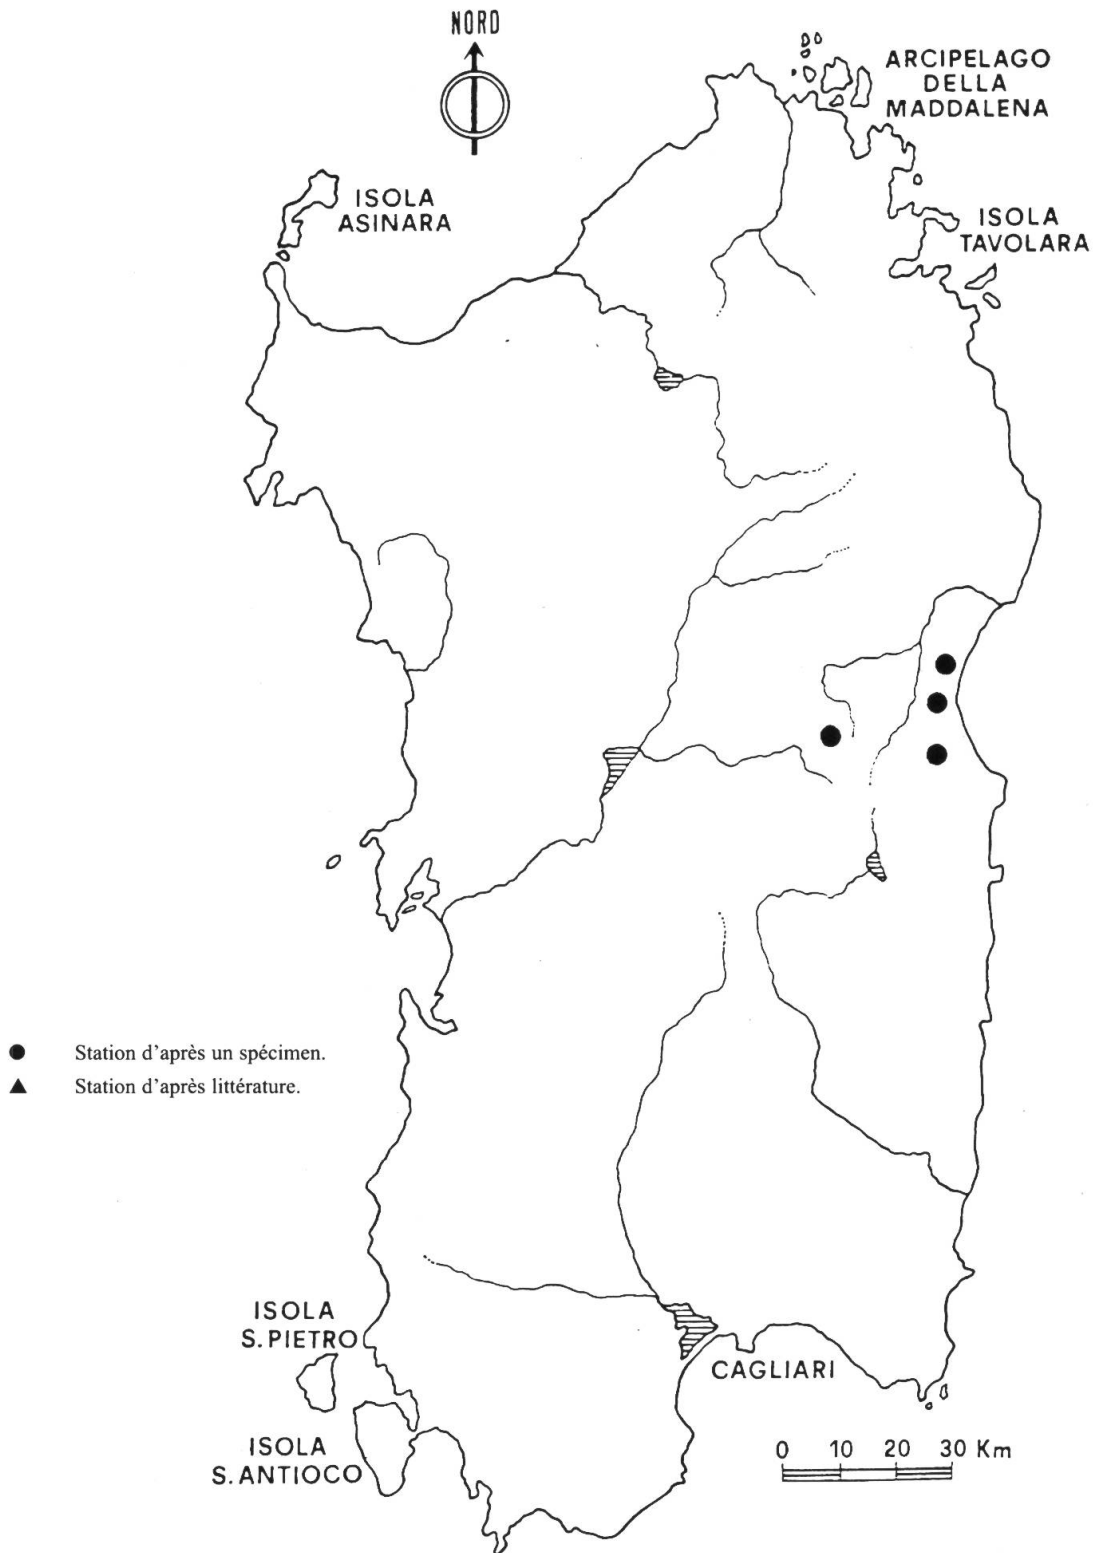 NORD
ARCIPELAGO
DELLA
MADDALENA
ISOLA
ASINARA
ISOLA
TAVOLARA
Station d'après un spécimen.
Station d'après littérature.
ISOLA
S.PIETRO
CAGLIARI
ISOLA
S.ANTIOCO
0 10 20 30 Km